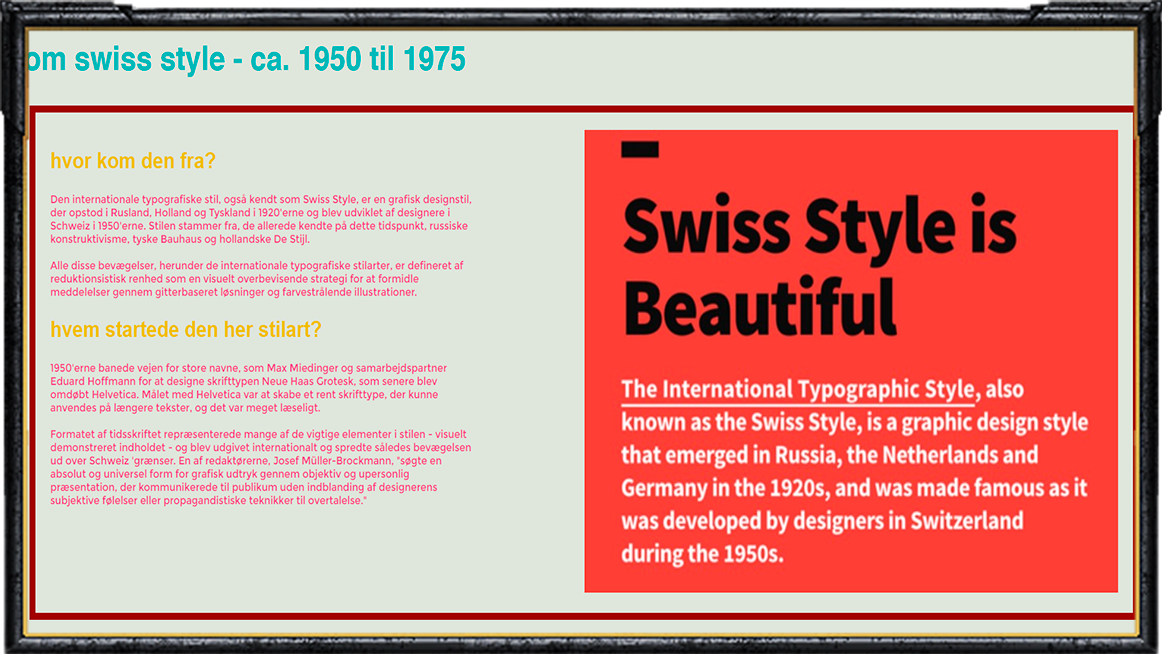 om swiss style - ca. 1950 til 1975
hvor kom den fra?
Den internationale typografiske stil, også kendt som Swiss Style, er en grafisk designstil,
der opstod i Rusland, Holland og Tyskland i 1920'erne og blev udviklet af designere i
Schweiz i 1950'erne. Stilen stammer fra, de allerede kendte på dette tidspunkt, russiske
konstruktivisme, tyske Bauhaus og hollandske De Stijl.
Alle disse bevægelser, herunder de internationale typografiske stilarter, er defineret af
reduktionsistisk renhed som en visuelt overbevisende strategi for at formidle
meddelelser gennem gitterbaseret løsninger og farvestrålende illustrationer.
hvem startede den her stilart?
1950'erne banede vejen for store navne, som Max Miedinger og samarbejdspartner
Eduard Hoffmann for at designe skrifttypen Neue Haas Grotesk, som senere blev
omdøbt Helvetica. Målet med Helvetica var at skabe et rent skrifttype, der kunne
anvendes på længere tekster, og det var meget læseligt.
Formatet af tidsskriftet repræsenterede mange af de vigtige elementer i stilen - visuelt
demonstreret indholdet - og blev udgivet internationalt og spredte således bevægelsen
ud over Schweiz 'grænser. En af redaktørerne, Josef Müller-Brockmann, "søgte en
absolut og universel form for grafisk udtryk gennem objektiv og upersonlig
præsentation, der kommunikerede til publikum uden indblanding af designerens
subjektive følelser eller propagandistiske teknikker til overtalelse."
Swiss Style is
Beautiful
The International Typographic Style, also
known as the Swiss Style, is a graphic design style
that emerged in Russia, the Netherlands and
Germany in the 1920s, and was made famous as it
was developed by designers in Switzerland
during the 1950s.